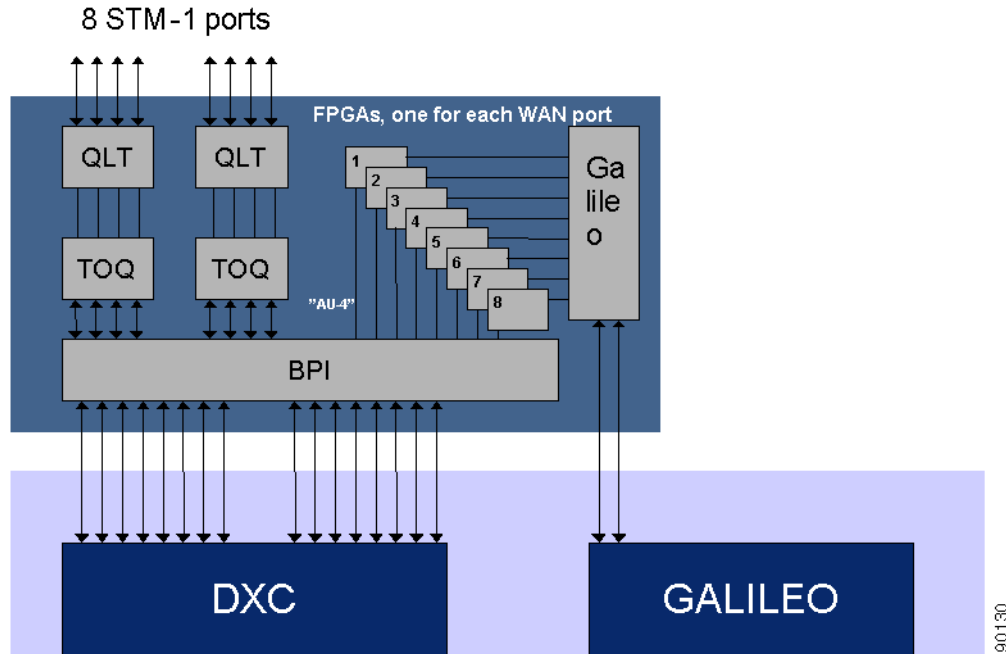 8 STM-1 ports
FPGAs, one for each WAN port
QLT
QLT
1
2
3
4
5
6
7
8
Ga
lile
o
TOQ
TOQ
"AU-4"
BPI
DXC
GALILEO
90130